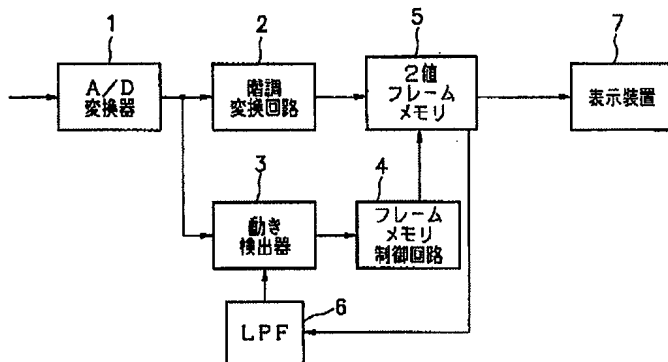 1
A/D
変換器
2
階調
変換回路
5
2値
フレーム
メモリ
7
表示装置
3
動き
検出器
4
フレーム
メモリ
制御回路
6
LPF